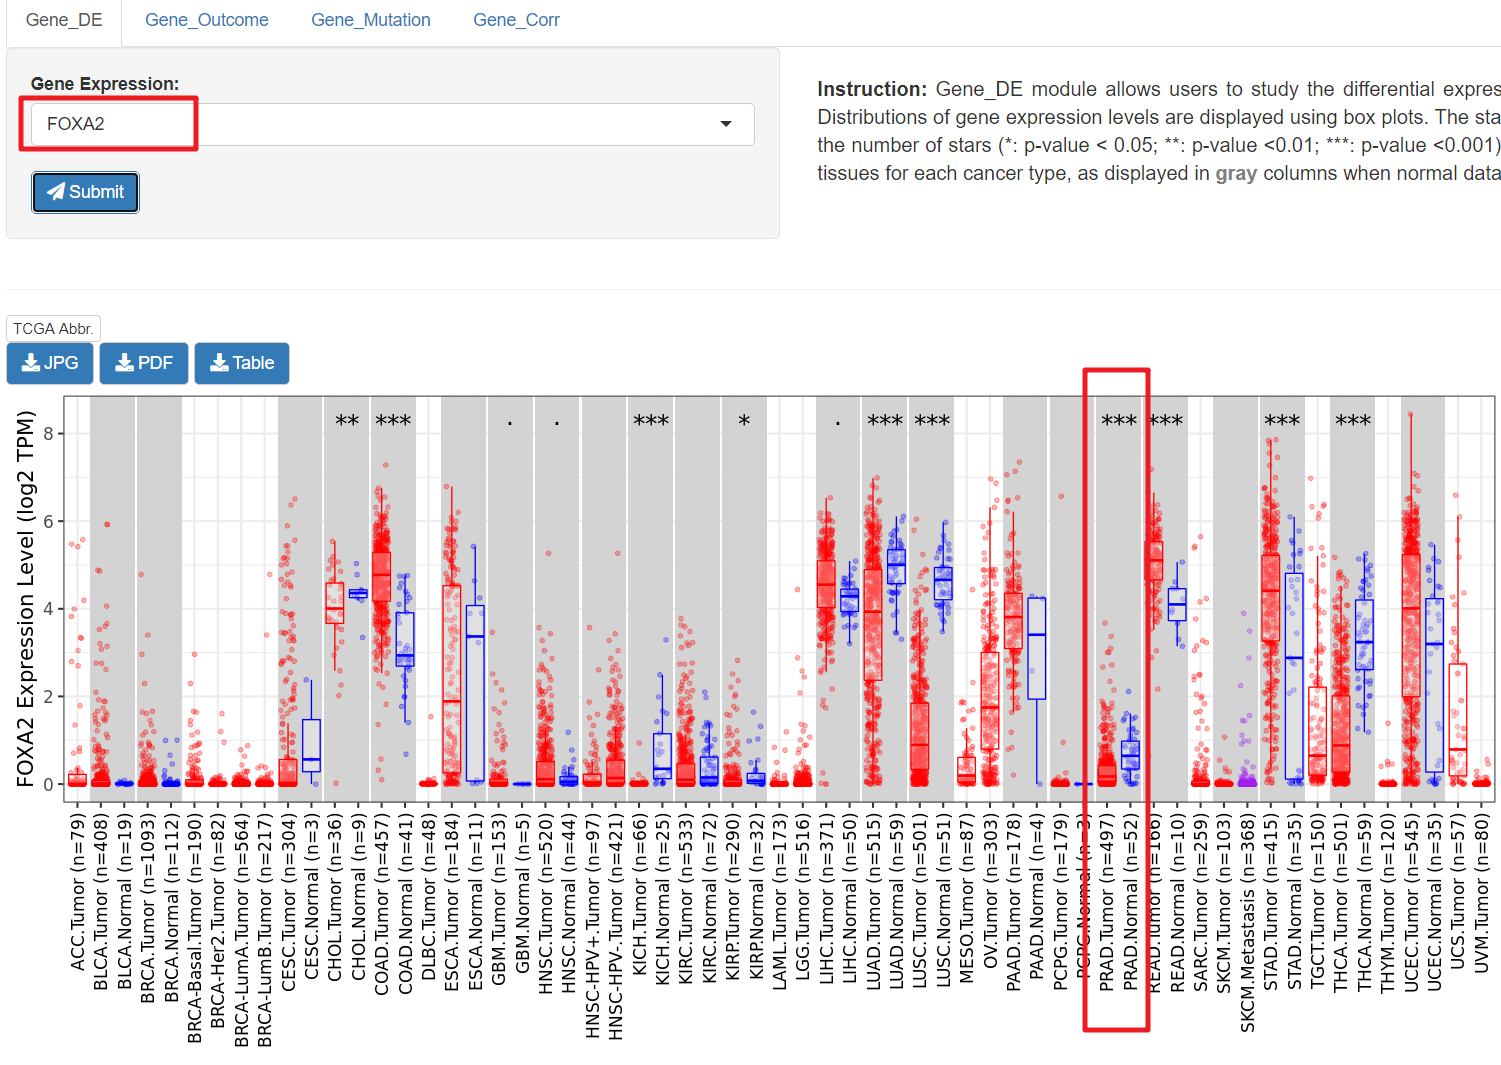 Gene_DE Gene_Outcome Gene_Mutation Gene_Corr
Gene Expression:
FOXA2
Submit
Instruction: Gene_DE module allows users to study the differential expres
Distributions of gene expression levels are displayed using box plots. The sta
the number of stars (*: p-value < 0.05; **: p-value <0.01; ***: p-value <0.001)
tissues for each cancer type, as displayed in gray columns when normal data
TCGA Abbr.
JPG PDF Table
FOXA2 Expression Level (log2 TPM)
8
6
4
2
0
** *** . . *** * . *** *** *** *** *** ***
ACC.Tumor (n=79)
BLCA.Tumor (n=408)
BLCA.Normal (n=19)
BRCA.Tumor (n=1093)
BRCA.Normal (n=112)
BRCA-Basal.Tumor (n=190)
BRCA-Her2.Tumor (n=82)
BRCA-LumA.Tumor (n=564)
BRCA-LumB.Tumor (n=217)
CESC.Tumor (n=304)
CESC.Normal (n=3)
CHOL.Tumor (n=36)
CHOL.Normal (n=9)
COAD.Tumor (n=457)
COAD.Normal (n=41)
DLBC.Tumor (n=48)
ESCA.Tumor (n=184)
ESCA.Normal (n=11)
GBM.Tumor (n=153)
GBM.Normal (n=5)
HNSC.Tumor (n=520)
HNSC.Normal (n=44)
HNSC-HPV+.Tumor (n=97)
HNSC-HPV-.Tumor (n=421)
KICH.Tumor (n=66)
KICH.Normal (n=25)
KIRC.Tumor (n=533)
KIRC.Normal (n=72)
KIRP.Tumor (n=290)
KIRP.Normal (n=32)
LAML.Tumor (n=173)
LGG.Tumor (n=516)
LIHC.Tumor (n=371)
LIHC.Normal (n=50)
LUAD.Tumor (n=515)
LUAD.Normal (n=59)
LUSC.Tumor (n=501)
LUSC.Normal (n=51)
MESO.Tumor (n=87)
OV.Tumor (n=303)
PAAD.Tumor (n=178)
PAAD.Normal (n=4)
PCPG.Tumor (n=179)
PCPG.Normal (n=3)
PRAD.Tumor (n=497)
PRAD.Normal (n=52)
READ.Tumor (n=166)
READ.Normal (n=10)
SARC.Tumor (n=259)
SKCM.Tumor (n=103)
SKCM.Metastasis (n=368)
STAD.Tumor (n=415)
STAD.Normal (n=35)
TGCT.Tumor (n=150)
THCA.Tumor (n=501)
THCA.Normal (n=59)
THYM.Tumor (n=120)
UCEC.Tumor (n=545)
UCEC.Normal (n=35)
UCS.Tumor (n=57)
UVM.Tumor (n=80)